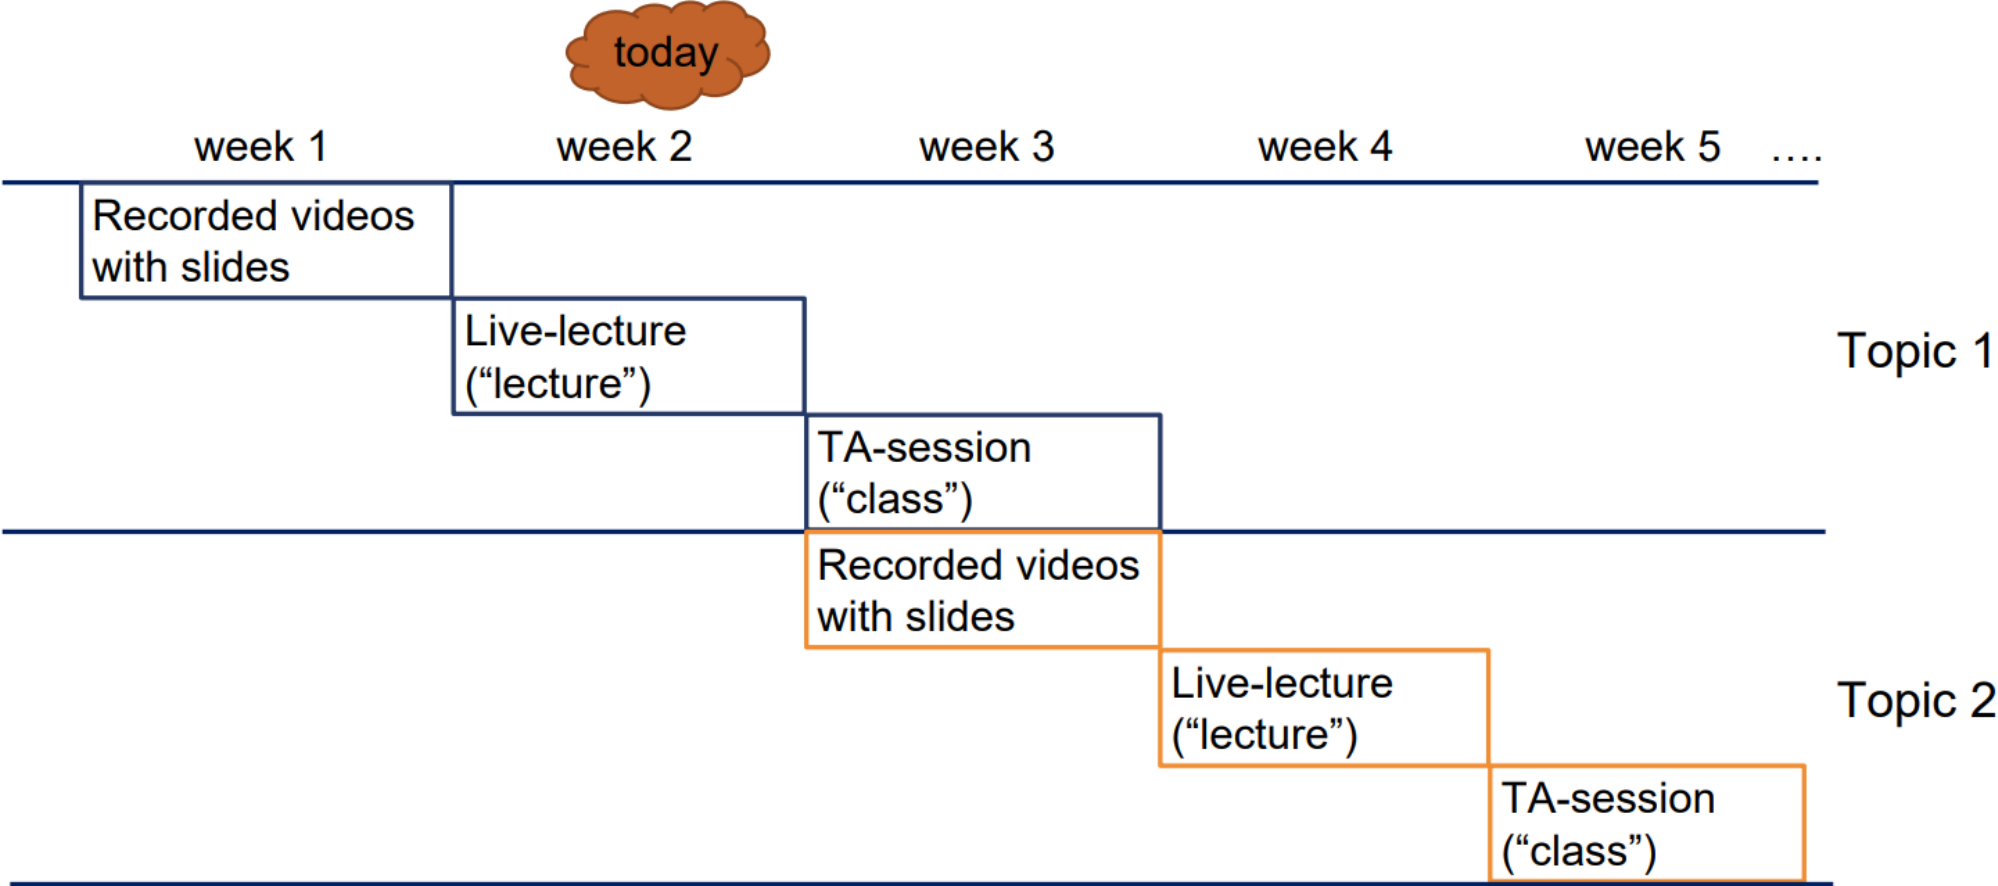 today
week 1 week 2 week 3 week 4 week 5 ....
Recorded videos
with slides
Live-lecture
(“lecture”)
Topic 1
TA-session
(“class”)
Recorded videos
with slides
Live-lecture
(“lecture”)
Topic 2
TA-session
(“class”)